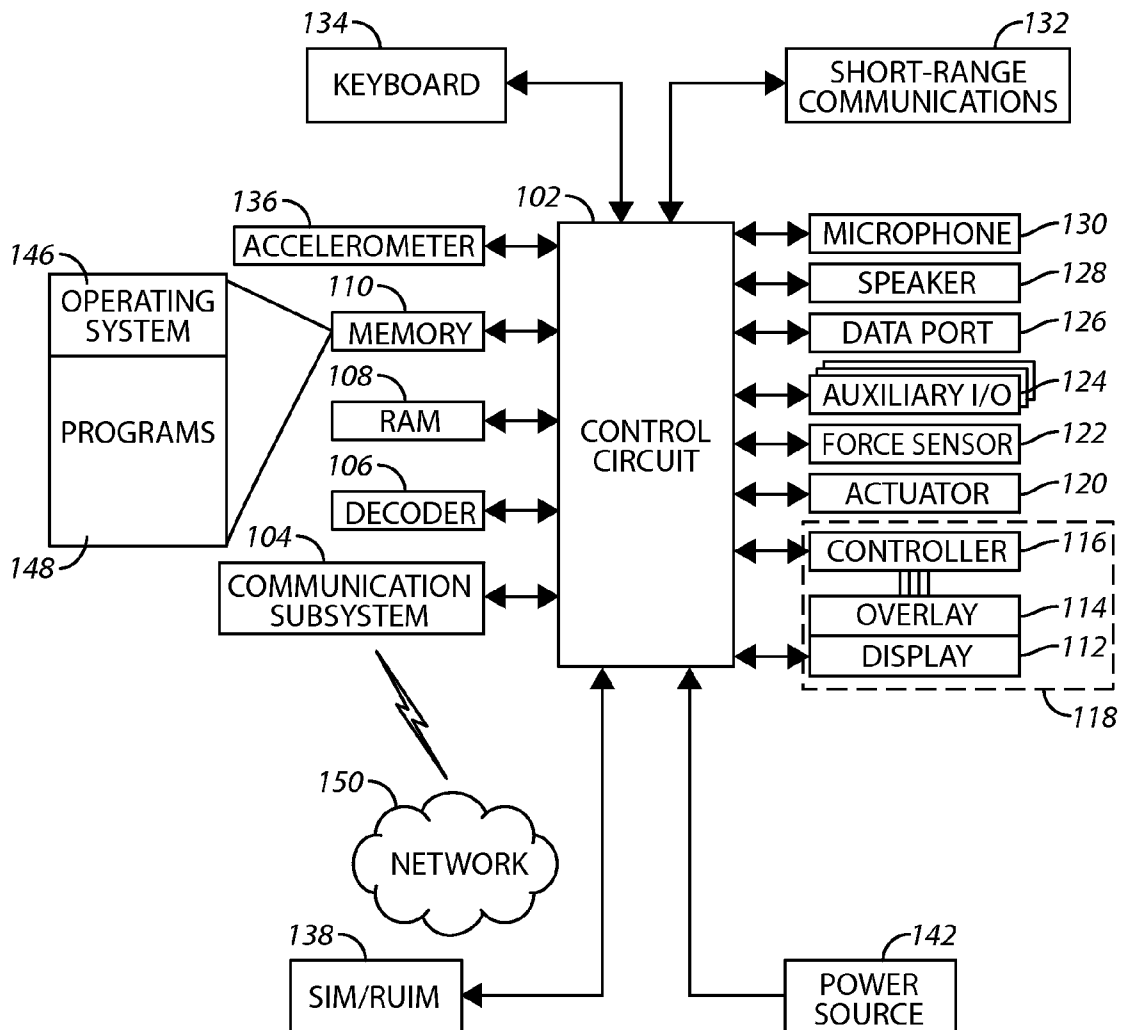 134
KEYBOARD
132
SHORT-RANGE
COMMUNICATIONS
102
CONTROL
CIRCUIT
136
ACCELEROMETER
146
OPERATING
SYSTEM
PROGRAMS
148
110
MEMORY
108
RAM
106
DECODER
104
COMMUNICATION
SUBSYSTEM
MICROPHONE
130
SPEAKER
128
DATA PORT
126
AUXILIARY I/O
124
FORCE SENSOR
122
ACTUATOR
120
CONTROLLER
116
OVERLAY
114
DISPLAY
112
118
150
NETWORK
138
SIM/RUIM
142
POWER
SOURCE